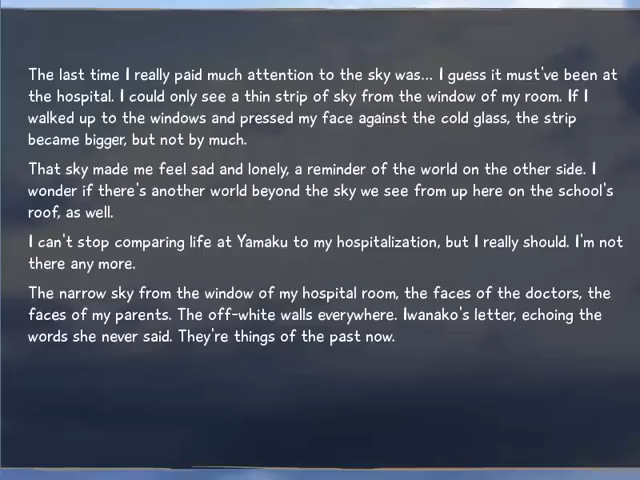 The last time I really paid much attention to the sky was... I guess it must've been at
the hospital. I could only see a thin strip of sky from the window of my room. If I
walked up to the windows and pressed my face against the cold glass, the strip
became bigger, but not by much.
That sky made me feel sad and lonely, a reminder of the world on the other side. I
wonder if there's another world beyond the sky we see from up here on the school's
roof, as well.
I can't stop comparing life at Yamaku to my hospitalization, but I really should. I'm not
there any more.
The narrow sky from the window of my hospital room, the faces of the doctors, the
faces of my parents. The off-white walls everywhere. Iwanako's letter, echoing the
words she never said. They're things of the past now.